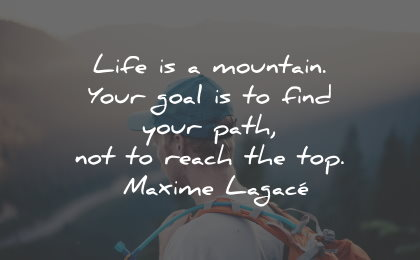 Life is a mountain.
Your goal is to find
your path,
not to reach the top.
Maxime Lagacé